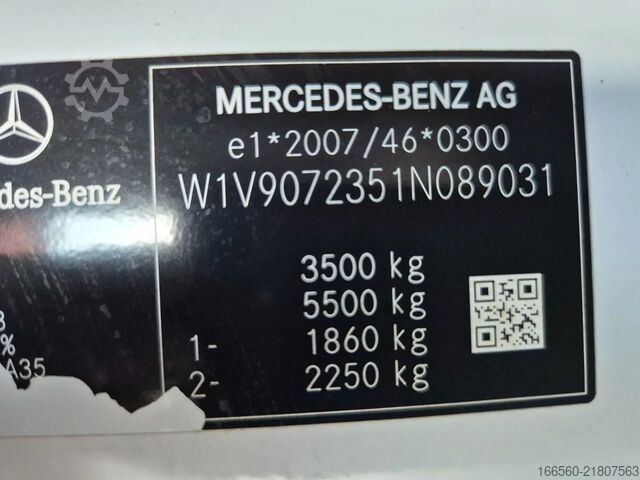 MERCEDES-BENZ AG
e1*2007/46*0300
W1V9072351N089031
3500 kg
5500 kg
1- 1860 kg
2- 2250 kg
des-Benz
%
A35
166560-21807563